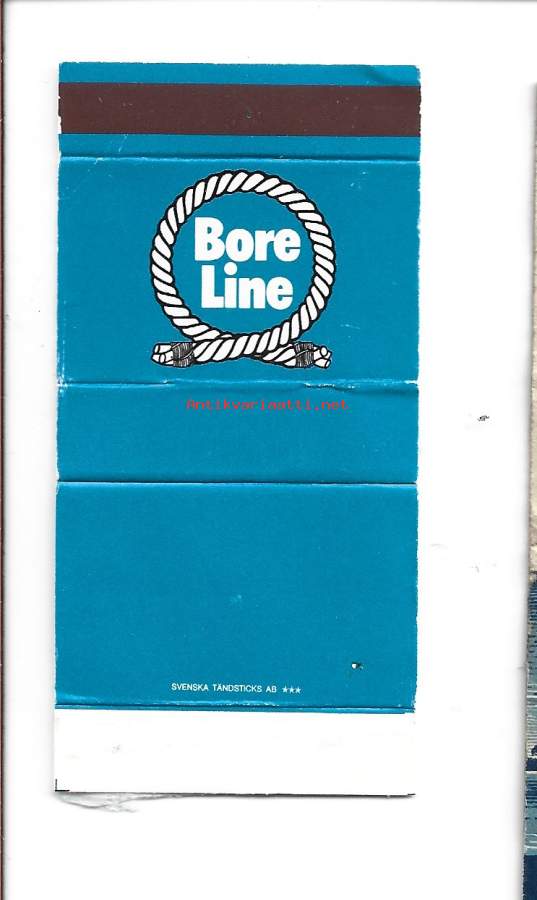 Bore
Line
Antikvariaatti.net
SVENSKA TÄNDSTICKS AB ★★★